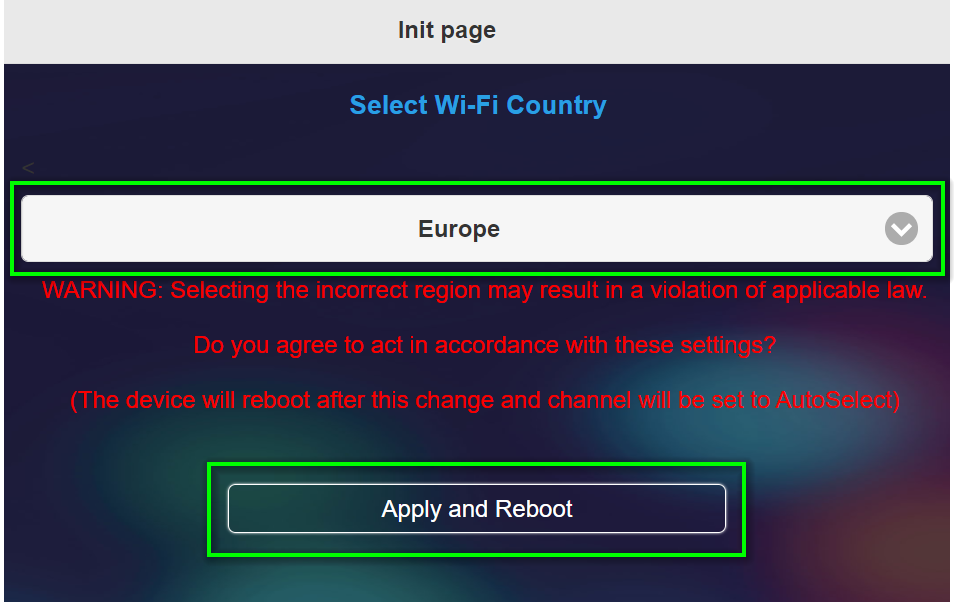 Init page
Select Wi-Fi Country
<
Europe
WARNING: Selecting the incorrect region may result in a violation of applicable law.
Do you agree to act in accordance with these settings?
(The device will reboot after this change and channel will be set to AutoSelect)
Apply and Reboot